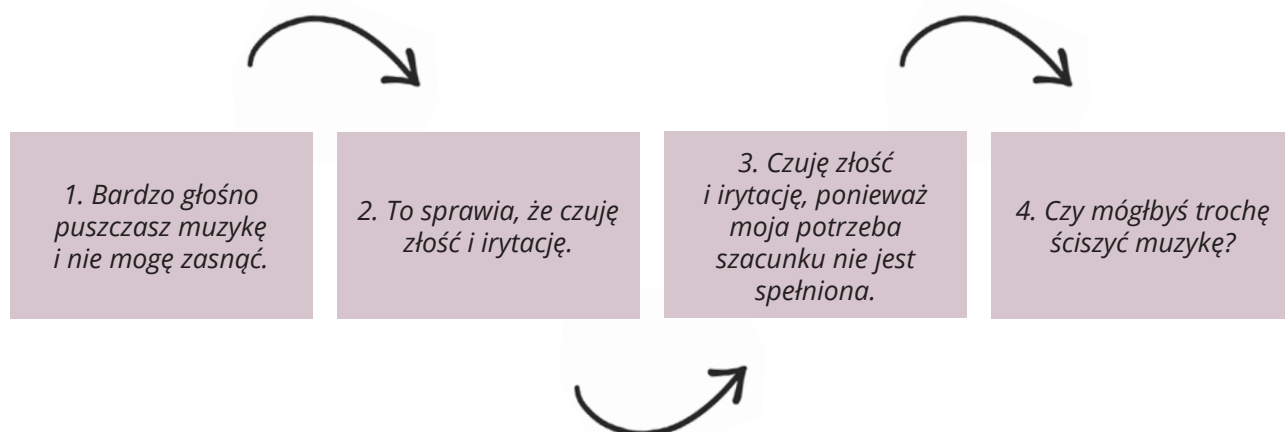 1. Bardzo głośno
puszczasz muzykę
i nie mogę zasnąć.
2. To sprawia, że czuję
złość i irytację.
3. Czuję złość
i irytację, ponieważ
moja potrzeba
szacunku nie jest
spełniona.
4. Czy mógłbyś trochę
ściszyć muzykę?